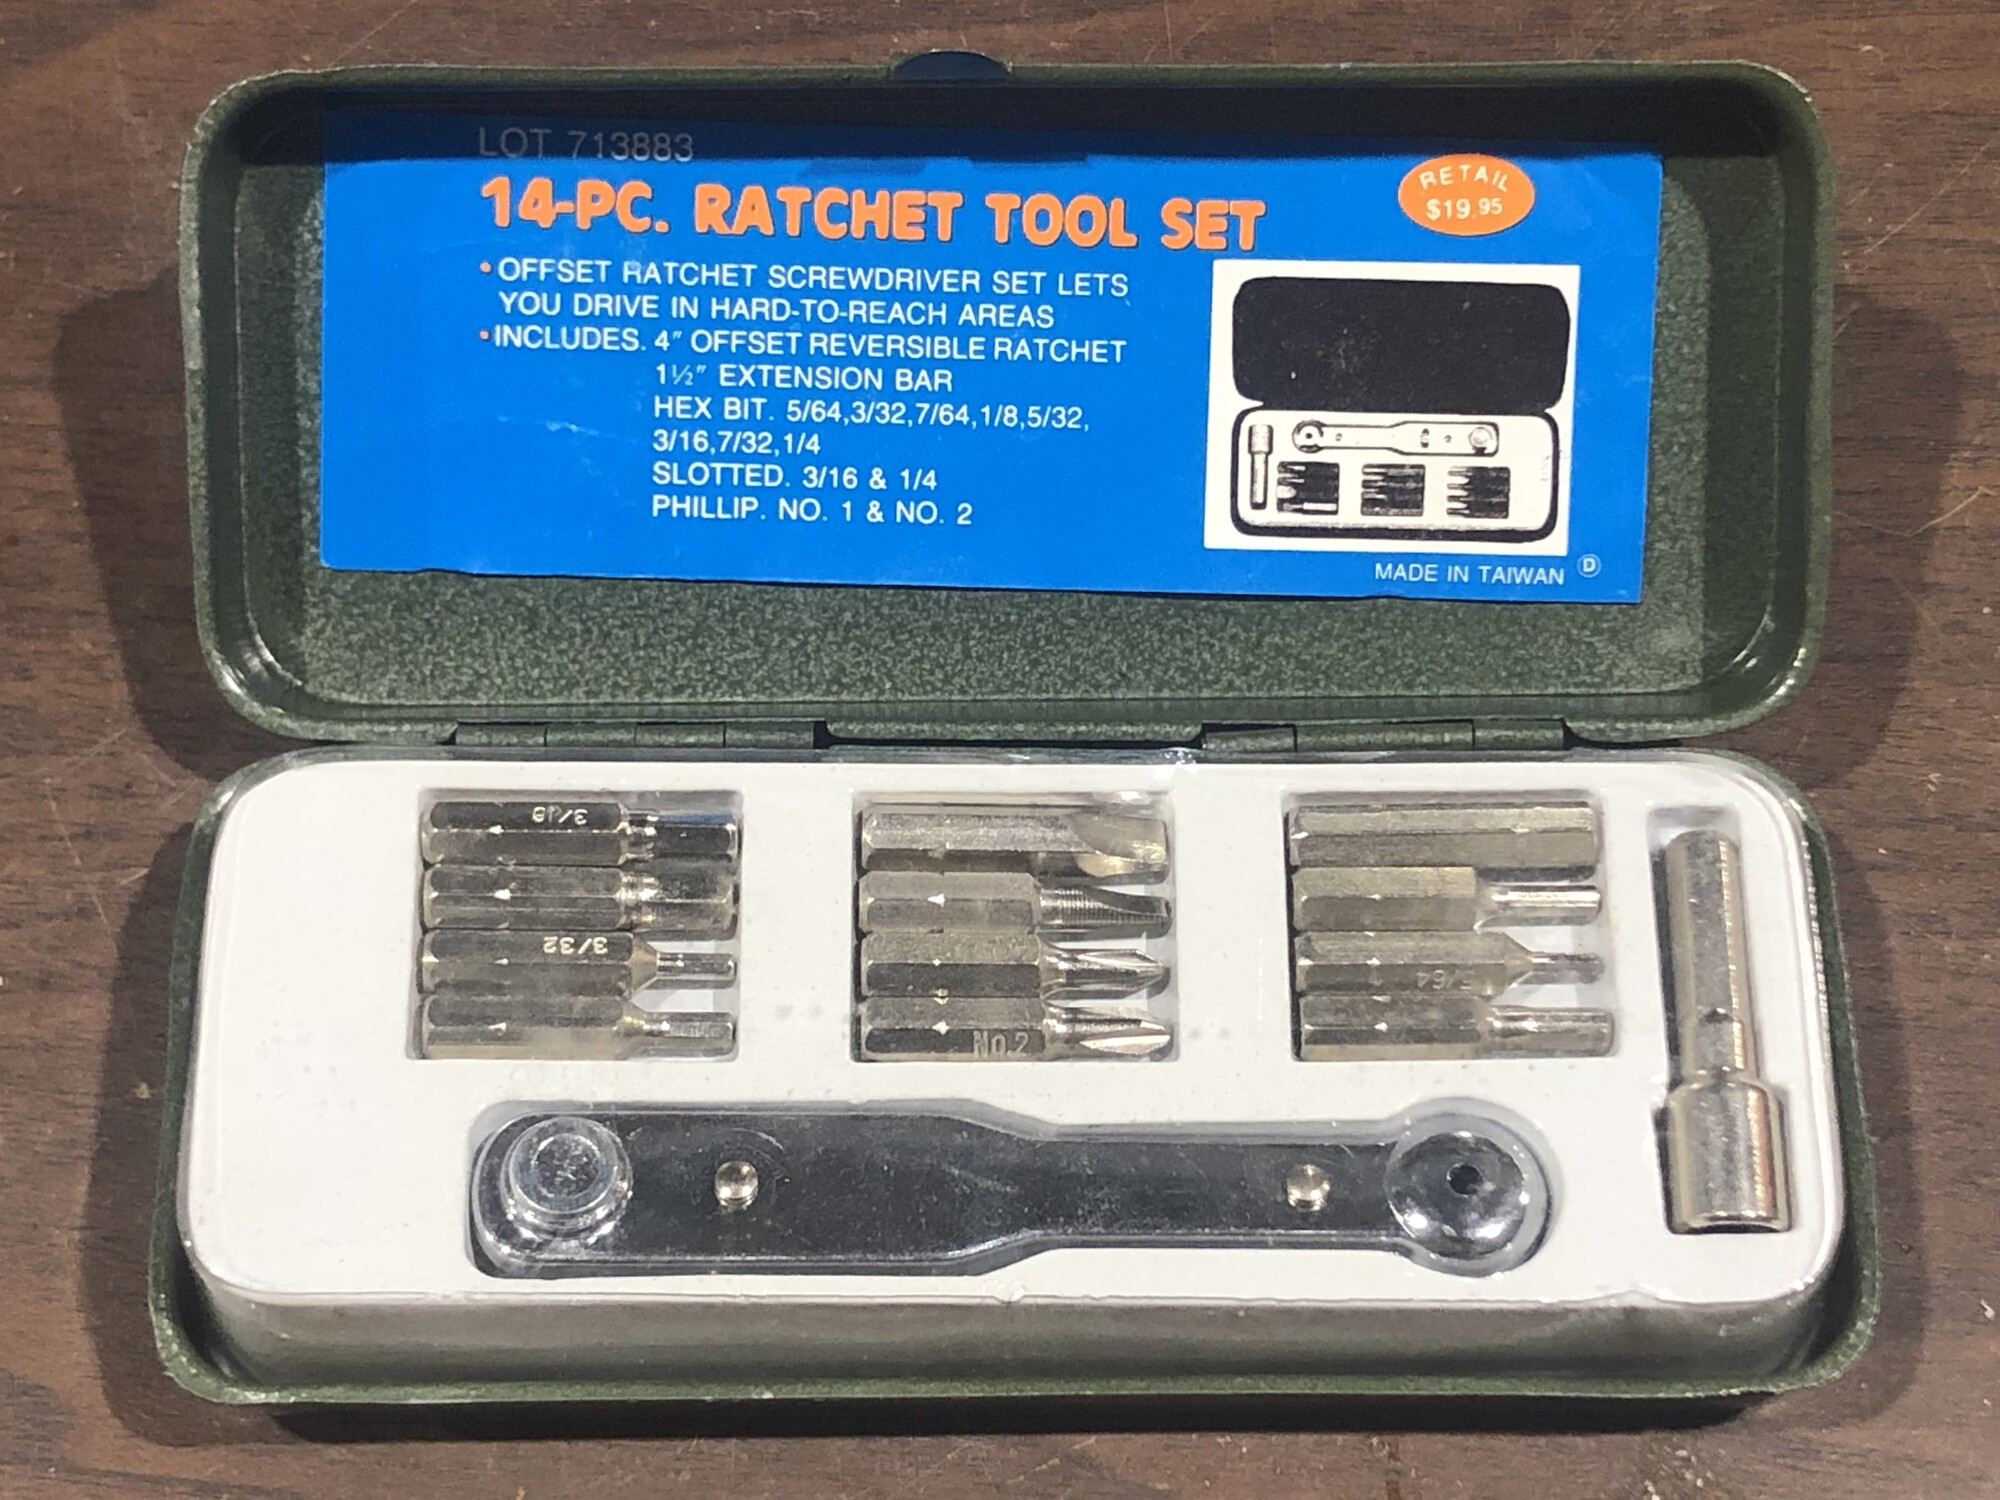 LOT 713883
14-PC. RATCHET TOOL SET
RETAIL
$19.95
•OFFSET RATCHET SCREWDRIVER SET LETS
YOU DRIVE IN HARD-TO-REACH AREAS
•INCLUDES. 4" OFFSET REVERSIBLE RATCHET
1½" EXTENSION BAR
HEX BIT. 5/64,3/32,7/64,1/8,5/32,
3/16,7/32,1/4
SLOTTED. 3/16 & 1/4
PHILLIP. NO. 1 & NO. 2
MADE IN TAIWAN D
3/16
3/32
No.2
5/64